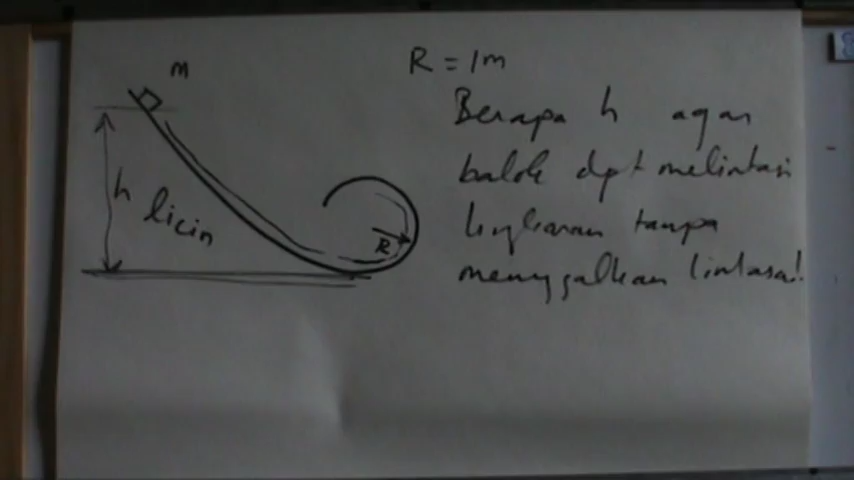 m
R = 1m
Berapa h agar
balok dpt melintasi
lingkaran tanpa
meninggalkan lintasan!
h
licin
R